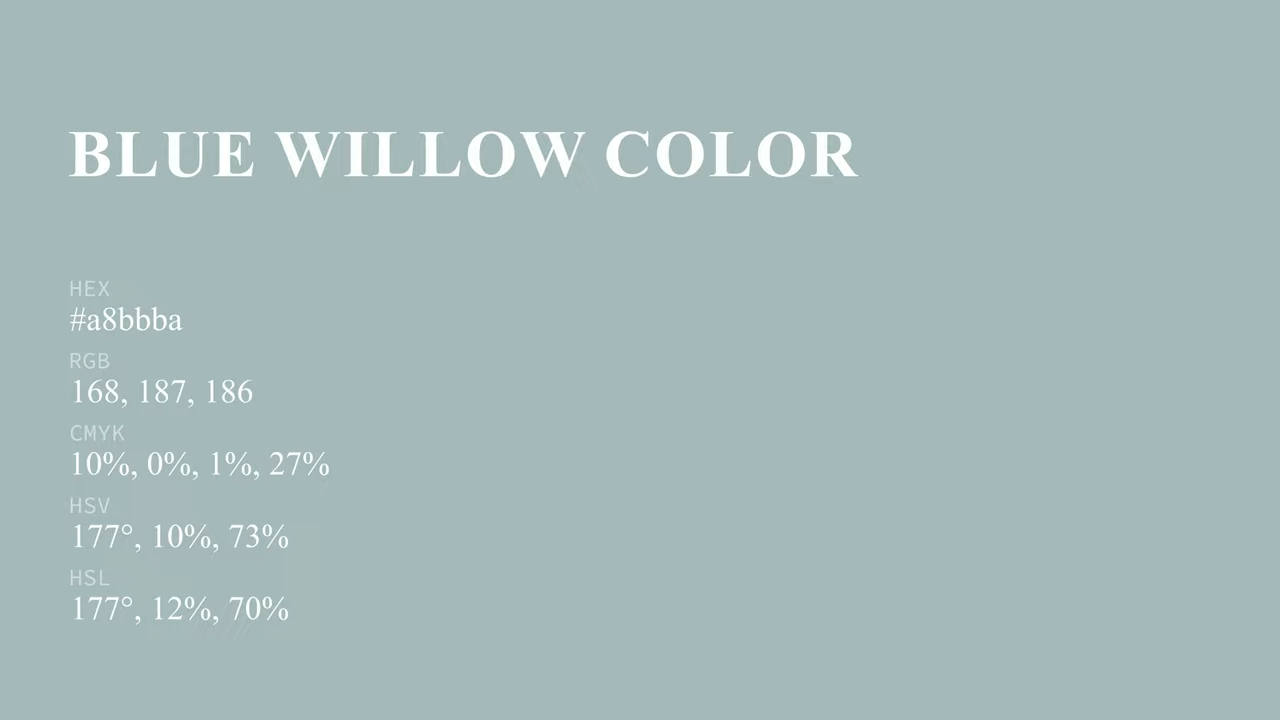 BLUE WILLOW COLOR
HEX
#a8bbba
RGB
168, 187, 186
CMYK
10%, 0%, 1%, 27%
HSV
177°, 10%, 73%
HSL
177°, 12%, 70%